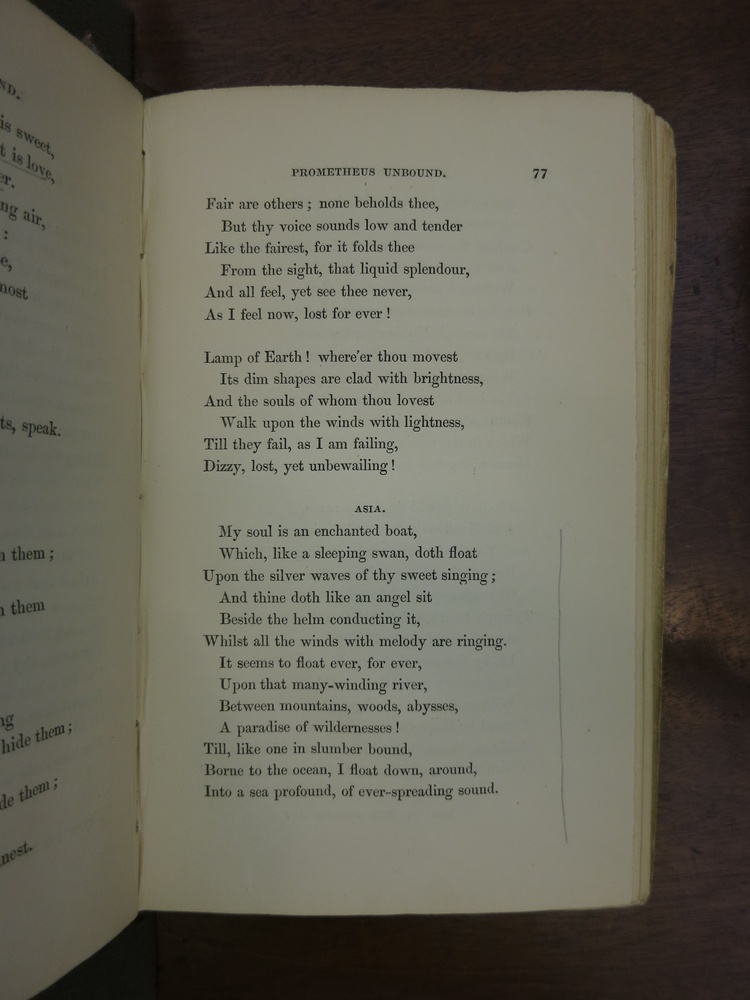 ND.
is sweet,
t is love,
er.
ng air,
:
e,
nost
ts, speak.
n them ;
n them
ng
hide them ;
de them ;
nest.
PROMETHEUS UNBOUND. 77
Fair are others ; none beholds thee,
But thy voice sounds low and tender
Like the fairest, for it folds thee
From the sight, that liquid splendour,
And all feel, yet see thee never,
As I feel now, lost for ever !
Lamp of Earth ! where'er thou movest
Its dim shapes are clad with brightness,
And the souls of whom thou lovest
Walk upon the winds with lightness,
Till they fail, as I am failing,
Dizzy, lost, yet unbewailing !
ASIA.
My soul is an enchanted boat,
Which, like a sleeping swan, doth float
Upon the silver waves of thy sweet singing ;
And thine doth like an angel sit
Beside the helm conducting it,
Whilst all the winds with melody are ringing.
It seems to float ever, for ever,
Upon that many-winding river,
Between mountains, woods, abysses,
A paradise of wildernesses !
Till, like one in slumber bound,
Borne to the ocean, I float down, around,
Into a sea profound, of ever-spreading sound.